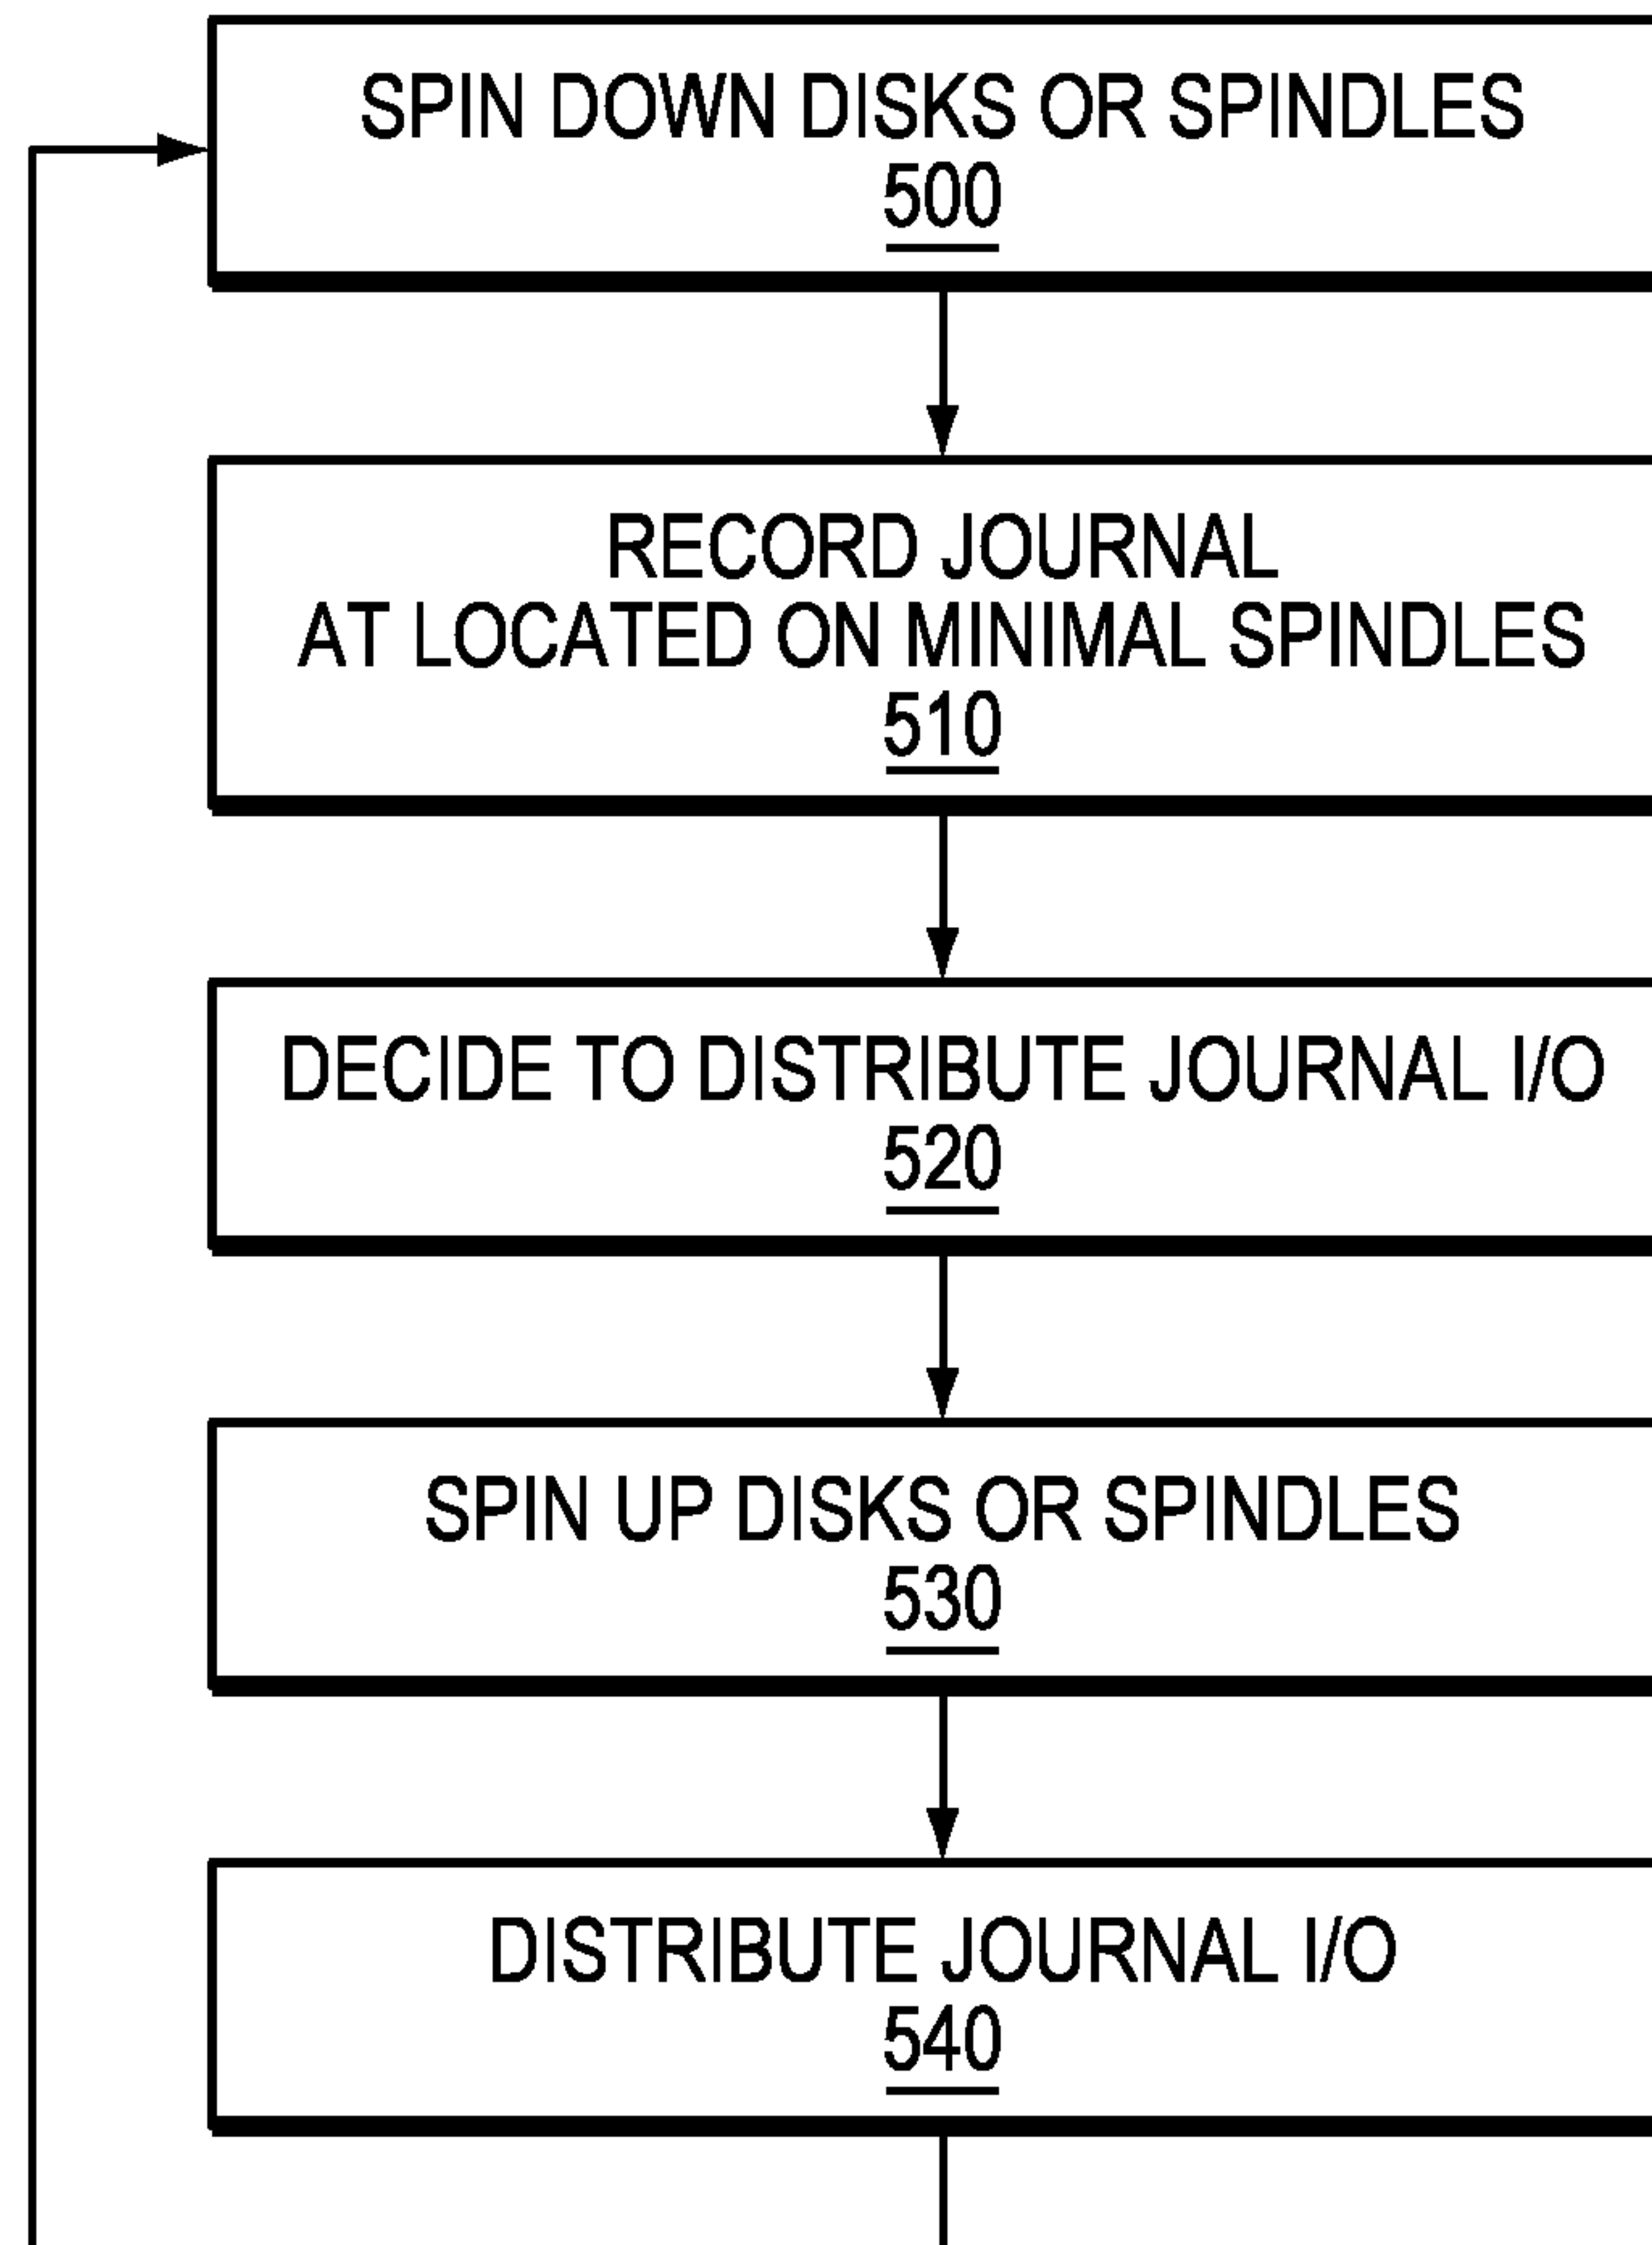 SPIN DOWN DISKS OR SPINDLES
500
RECORD JOURNAL
AT LOCATED ON MINIMAL SPINDLES
510
DECIDE TO DISTRIBUTE JOURNAL I/O
520
SPIN UP DISKS OR SPINDLES
530
DISTRIBUTE JOURNAL I/O
540